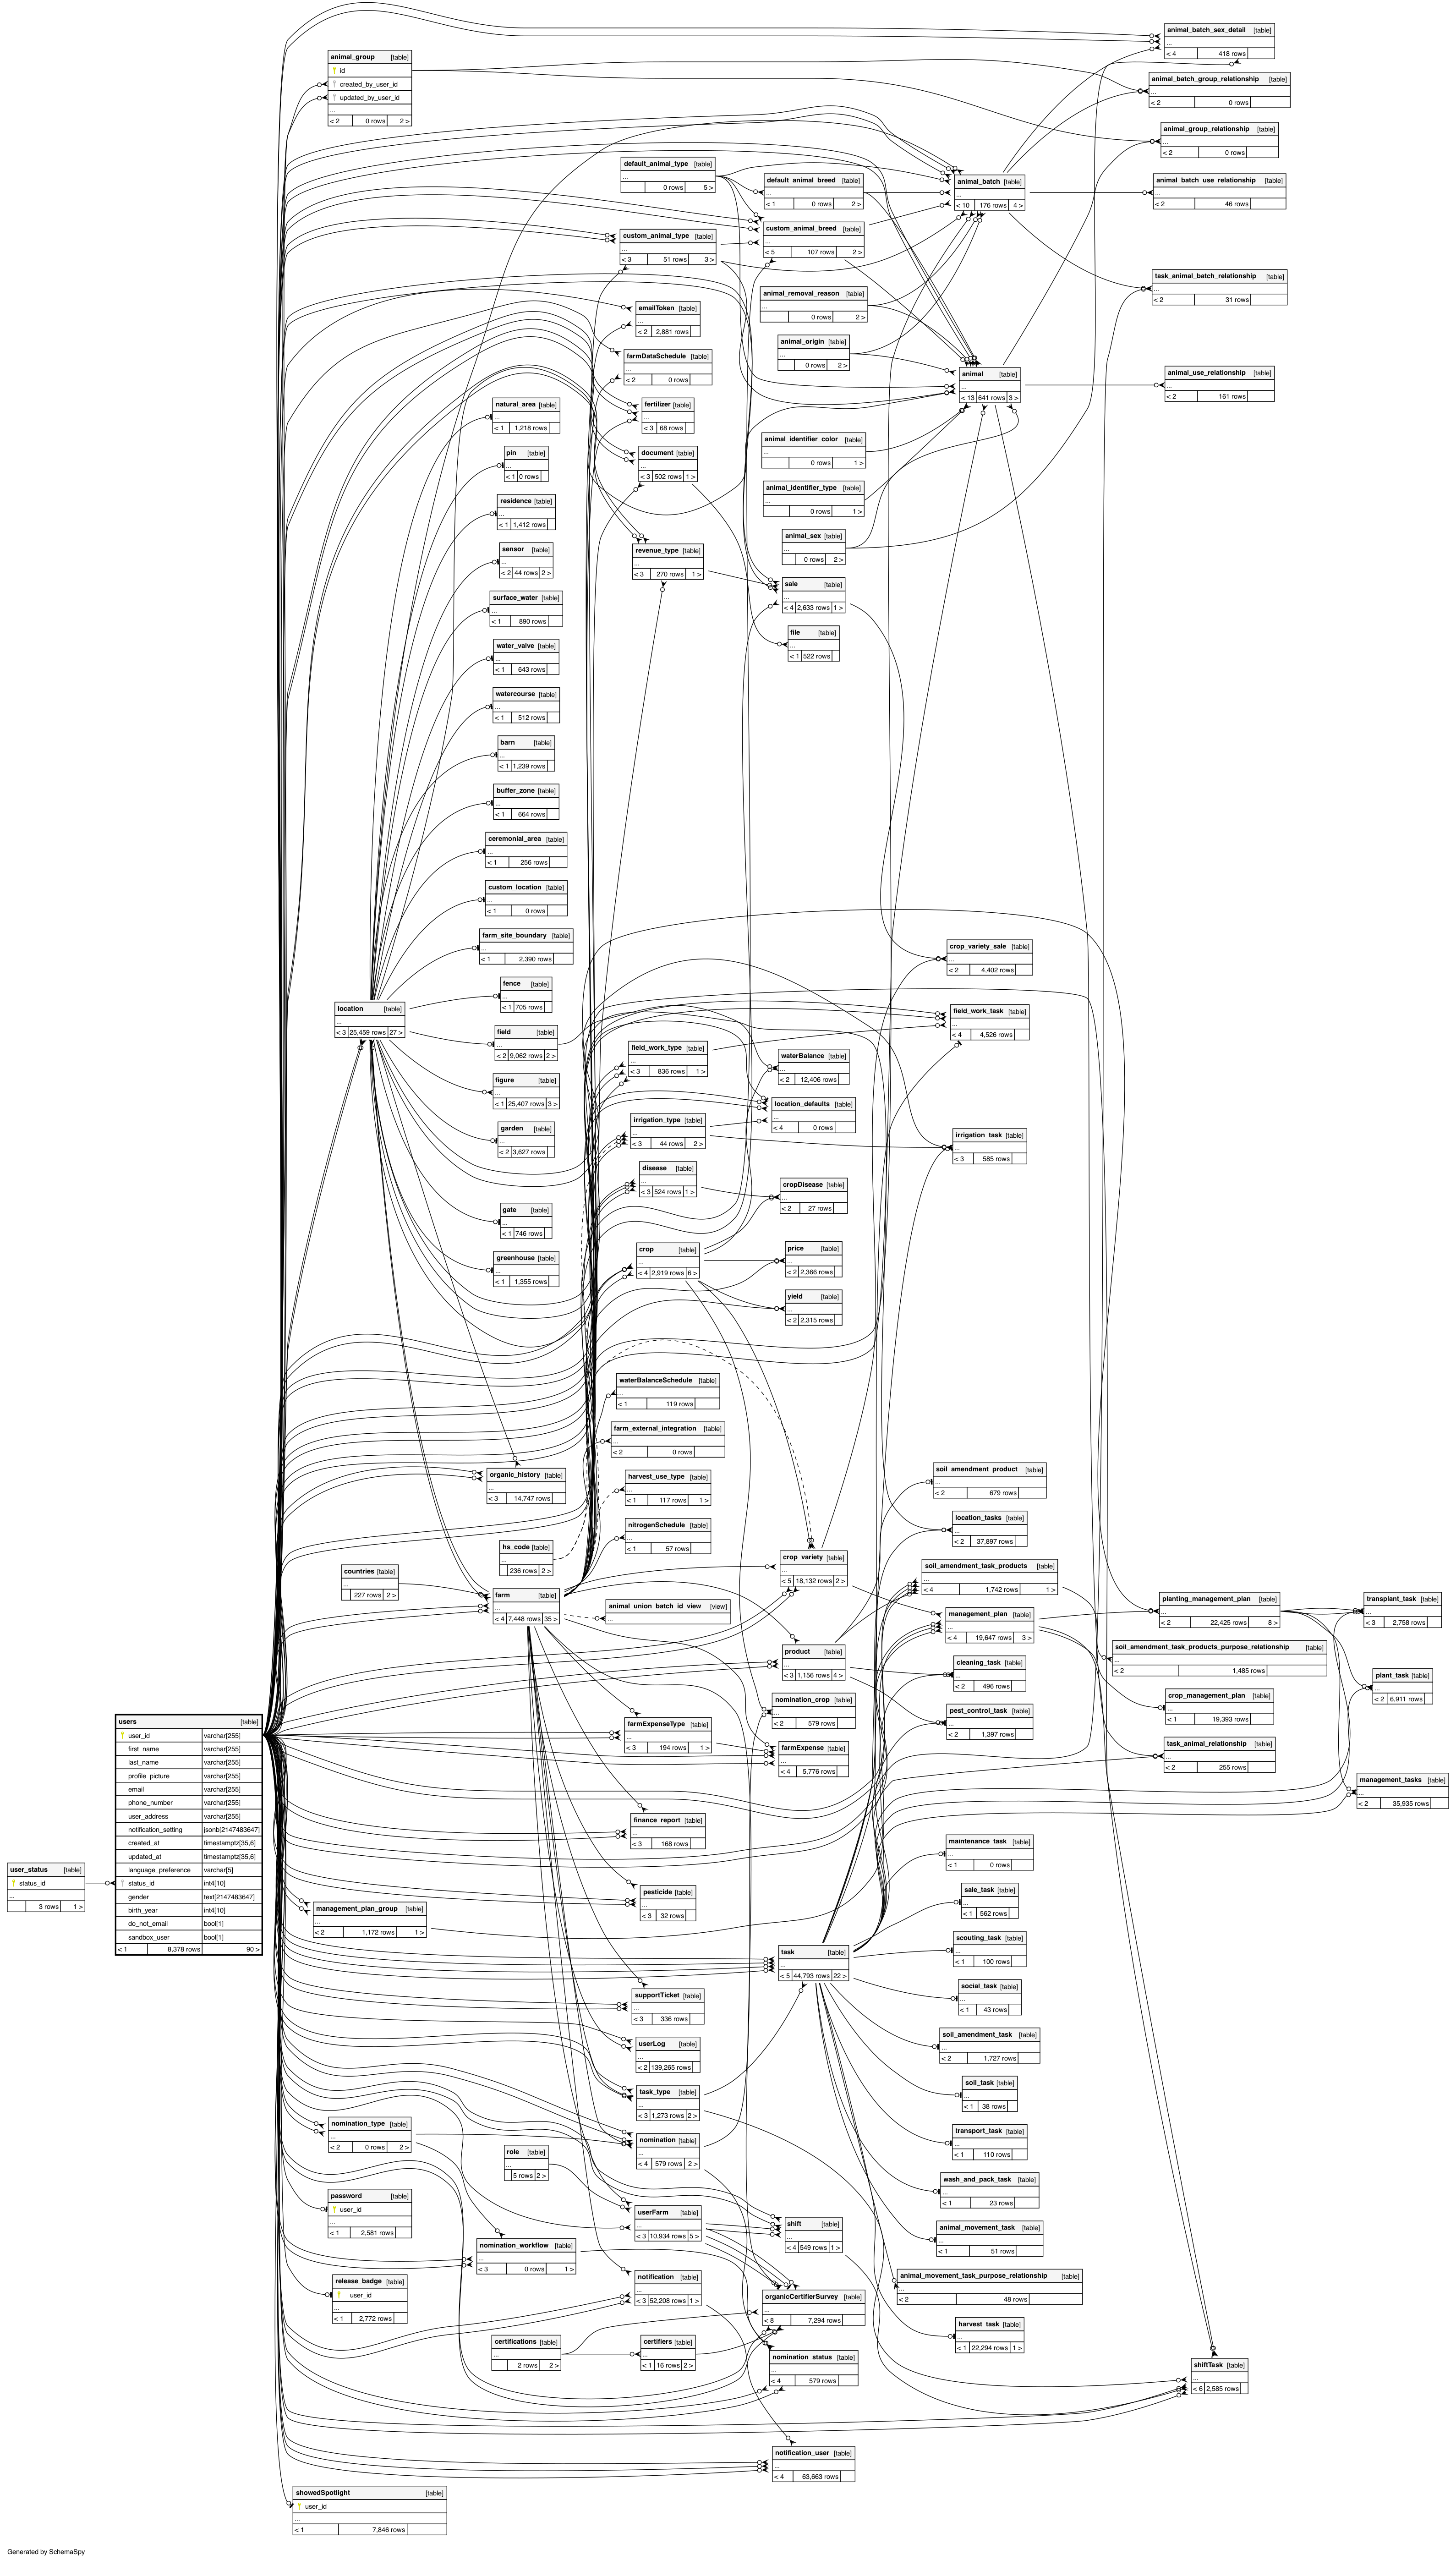 animal_batch_sex_detail [table]
...
< 4 418 rows
animal_group [table]
id
created_by_user_id
updated_by_user_id
...
< 2 0 rows 2 >
animal_batch_group_relationship [table]
...
< 2 0 rows
animal_group_relationship [table]
...
< 2 0 rows
default_animal_type [table]
...
0 rows 5 >
default_animal_breed [table]
...
< 1 0 rows 2 >
animal_batch [table]
...
< 10 176 rows 4 >
animal_batch_use_relationship [table]
...
< 2 46 rows
custom_animal_type [table]
...
< 3 51 rows 3 >
custom_animal_breed [table]
...
< 5 107 rows 2 >
animal_removal_reason [table]
...
0 rows 2 >
task_animal_batch_relationship [table]
...
< 2 31 rows
emailToken [table]
...
< 2 2,881 rows
animal_origin [table]
...
0 rows 2 >
farmDataSchedule [table]
...
< 2 0 rows
animal [table]
...
< 13 641 rows 3 >
animal_use_relationship [table]
...
< 2 161 rows
natural_area [table]
...
< 1 1,218 rows
fertilizer [table]
...
< 3 68 rows
pin [table]
...
< 1 0 rows
document [table]
...
< 3 502 rows 1 >
animal_identifier_color [table]
...
0 rows 1 >
residence [table]
...
< 1 1,412 rows
animal_identifier_type [table]
...
0 rows 1 >
sensor [table]
...
< 2 44 rows 2 >
revenue_type [table]
...
< 3 270 rows 1 >
animal_sex [table]
...
0 rows 2 >
surface_water [table]
...
< 1 890 rows
sale [table]
...
< 4 2,633 rows 1 >
water_valve [table]
...
< 1 643 rows
file [table]
...
< 1 522 rows
watercourse [table]
...
< 1 512 rows
barn [table]
...
< 1 1,239 rows
buffer_zone [table]
...
< 1 664 rows
ceremonial_area [table]
...
< 1 256 rows
custom_location [table]
...
< 1 0 rows
farm_site_boundary [table]
...
< 1 2,390 rows
crop_variety_sale [table]
...
< 2 4,402 rows
fence [table]
...
< 1 705 rows
location [table]
...
< 3 25,459 rows 27 >
field [table]
...
< 2 9,062 rows 2 >
field_work_task [table]
...
< 4 4,526 rows
field_work_type [table]
...
< 3 836 rows 1 >
waterBalance [table]
...
< 2 12,406 rows
figure [table]
...
< 1 25,407 rows 3 >
location_defaults [table]
...
< 4 0 rows
garden [table]
...
< 2 3,627 rows
irrigation_type [table]
...
< 3 44 rows 2 >
irrigation_task [table]
...
< 3 585 rows
disease [table]
...
< 3 524 rows 1 >
cropDisease [table]
...
< 2 27 rows
gate [table]
...
< 1 746 rows
greenhouse [table]
...
< 1 1,355 rows
crop [table]
...
< 4 2,919 rows 6 >
price [table]
...
< 2 2,366 rows
yield [table]
...
< 2 2,315 rows
waterBalanceSchedule [table]
...
< 1 119 rows
farm_external_integration [table]
...
< 2 0 rows
organic_history [table]
...
< 3 14,747 rows
harvest_use_type [table]
...
< 1 117 rows 1 >
soil_amendment_product [table]
...
< 2 679 rows
nitrogenSchedule [table]
...
< 1 57 rows
location_tasks [table]
...
< 2 37,897 rows
hs_code [table]
...
236 rows 2 >
crop_variety [table]
...
< 5 18,132 rows 2 >
soil_amendment_task_products [table]
...
< 4 1,742 rows 1 >
countries [table]
...
227 rows 2 >
farm [table]
...
< 4 7,448 rows 35 >
animal_union_batch_id_view [view]
...
management_plan [table]
...
< 4 19,647 rows 3 >
planting_management_plan [table]
...
< 2 22,425 rows 8 >
transplant_task [table]
...
< 3 2,758 rows
product [table]
...
< 3 1,156 rows 4 >
cleaning_task [table]
...
< 2 496 rows
soil_amendment_task_products_purpose_relationship [table]
...
< 2 1,485 rows
plant_task [table]
...
< 2 6,911 rows
nomination_crop [table]
...
< 2 579 rows
pest_control_task [table]
...
< 2 1,397 rows
crop_management_plan [table]
...
< 1 19,393 rows
farmExpenseType [table]
...
< 3 194 rows 1 >
farmExpense [table]
...
< 4 5,776 rows
task_animal_relationship [table]
...
< 2 255 rows
management_tasks [table]
...
< 2 35,935 rows
users [table]
user_id varchar[255]
first_name varchar[255]
last_name varchar[255]
profile_picture varchar[255]
email varchar[255]
phone_number varchar[255]
user_address varchar[255]
notification_setting jsonb[2147483647]
created_at timestamptz[35,6]
updated_at timestamptz[35,6]
language_preference varchar[5]
status_id int4[10]
gender text[2147483647]
birth_year int4[10]
do_not_email bool[1]
sandbox_user bool[1]
< 1 8,378 rows 90 >
user_status [table]
status_id
...
3 rows 1 >
finance_report [table]
...
< 3 168 rows
maintenance_task [table]
...
< 1 0 rows
pesticide [table]
...
< 3 32 rows
sale_task [table]
...
< 1 562 rows
management_plan_group [table]
...
< 2 1,172 rows 1 >
scouting_task [table]
...
< 1 100 rows
task [table]
...
< 5 44,793 rows 22 >
social_task [table]
...
< 1 43 rows
supportTicket [table]
...
< 3 336 rows
soil_amendment_task [table]
...
< 2 1,727 rows
userLog [table]
...
< 2 139,265 rows
soil_task [table]
...
< 1 38 rows
task_type [table]
...
< 3 1,273 rows 2 >
transport_task [table]
...
< 1 110 rows
nomination_type [table]
...
< 2 0 rows 2 >
nomination [table]
...
< 4 579 rows 2 >
role [table]
...
5 rows 2 >
wash_and_pack_task [table]
...
< 1 23 rows
password [table]
user_id
...
< 1 2,581 rows
userFarm [table]
...
< 3 10,934 rows 5 >
shift [table]
...
< 4 549 rows 1 >
animal_movement_task [table]
...
< 1 51 rows
nomination_workflow [table]
...
< 3 0 rows 1 >
release_badge [table]
user_id
...
< 1 2,772 rows
notification [table]
...
< 3 52,208 rows 1 >
animal_movement_task_purpose_relationship [table]
...
< 2 48 rows
organicCertifierSurvey [table]
...
< 8 7,294 rows
harvest_task [table]
...
< 1 22,294 rows 1 >
certifications [table]
...
2 rows 2 >
certifiers [table]
...
< 1 16 rows 2 >
nomination_status [table]
...
< 4 579 rows
shiftTask [table]
...
< 6 2,585 rows
notification_user [table]
...
< 4 63,663 rows
showedSpotlight [table]
user_id
...
< 1 7,846 rows
Generated by SchemaSpy